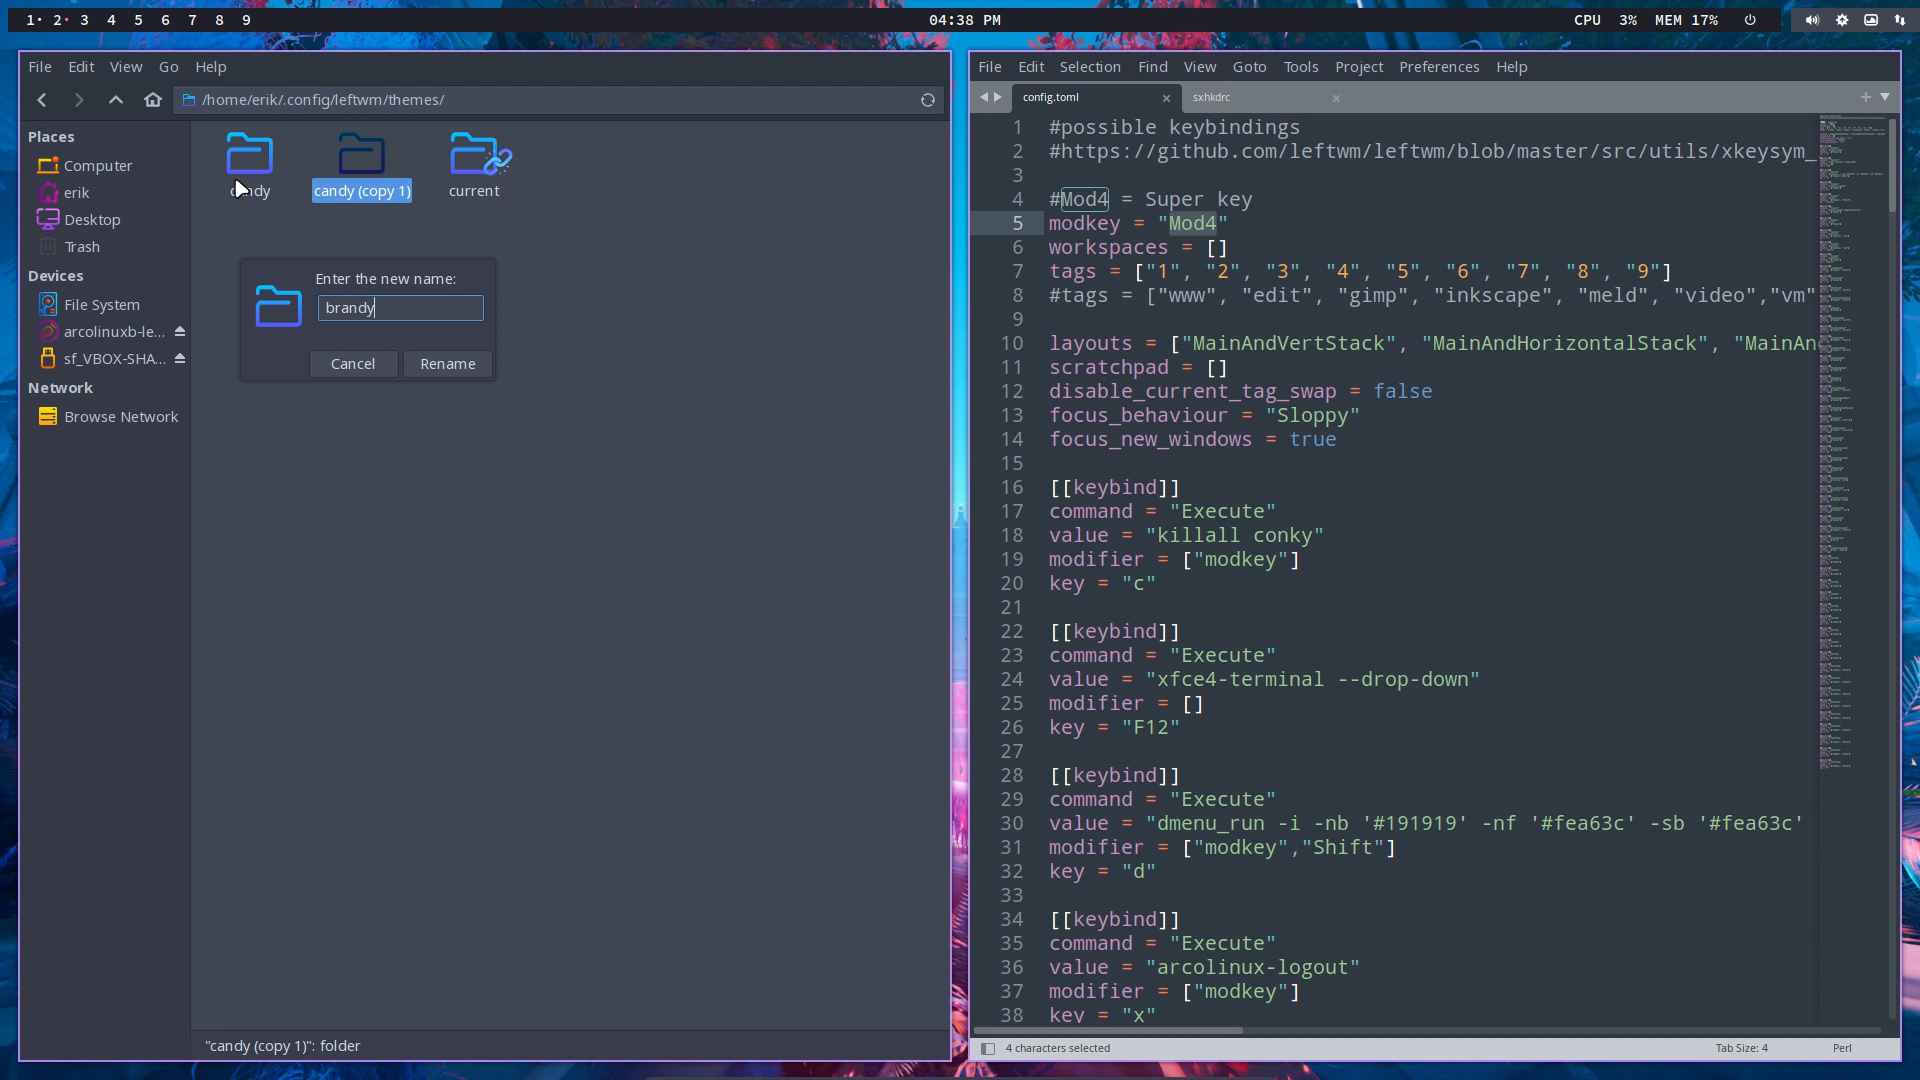 1· 2· 3 4 5 6 7 8 9
04:38 PM
CPU 3% MEM 17%
File Edit View Go Help
/home/erik/.config/leftwm/themes/
Places
Computer
erik
Desktop
Trash
Devices
File System
arcolinuxb-le...
sf_VBOX-SHA...
Network
Browse Network
candy (copy 1)
current
Enter the new name:
brandy
Cancel Rename
"candy (copy 1)": folder
File Edit Selection Find View Goto Tools Project Preferences Help
config.toml sxhkdrc
1 #possible keybindings
2 #https://github.com/leftwm/leftwm/blob/master/src/utils/xkeysym_
3
4 #Mod4 = Super key
5 modkey = "Mod4"
6 workspaces = []
7 tags = ["1", "2", "3", "4", "5", "6", "7", "8", "9"]
8 #tags = ["www", "edit", "gimp", "inkscape", "meld", "video","vm"
9
10 layouts = ["MainAndVertStack", "MainAndHorizontalStack", "MainAn
11 scratchpad = []
12 disable_current_tag_swap = false
13 focus_behaviour = "Sloppy"
14 focus_new_windows = true
15
16 [[keybind]]
17 command = "Execute"
18 value = "killall conky"
19 modifier = ["modkey"]
20 key = "c"
21
22 [[keybind]]
23 command = "Execute"
24 value = "xfce4-terminal --drop-down"
25 modifier = []
26 key = "F12"
27
28 [[keybind]]
29 command = "Execute"
30 value = "dmenu_run -i -nb '#191919' -nf '#fea63c' -sb '#fea63c'
31 modifier = ["modkey","Shift"]
32 key = "d"
33
34 [[keybind]]
35 command = "Execute"
36 value = "arcolinux-logout"
37 modifier = ["modkey"]
38 key = "x"
4 characters selected
Tab Size: 4
Perl